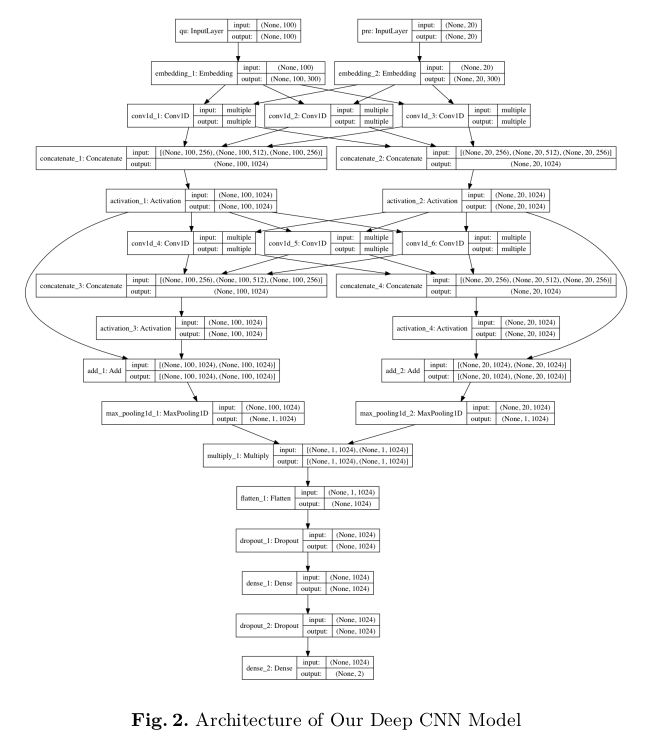 qu: InputLayer input: (None, 100) output: (None, 100)
pre: InputLayer input: (None, 20) output: (None, 20)
embedding_1: Embedding input: (None, 100) output: (None, 100, 300)
embedding_2: Embedding input: (None, 20) output: (None, 20, 300)
conv1d_1: Conv1D input: multiple output: multiple
conv1d_2: Conv1D input: multiple output: multiple
conv1d_3: Conv1D input: multiple output: multiple
concatenate_1: Concatenate input: [(None, 100, 256), (None, 100, 512), (None, 100, 256)] output: (None, 100, 1024)
concatenate_2: Concatenate input: [(None, 20, 256), (None, 20, 512), (None, 20, 256)] output: (None, 20, 1024)
activation_1: Activation input: (None, 100, 1024) output: (None, 100, 1024)
activation_2: Activation input: (None, 20, 1024) output: (None, 20, 1024)
conv1d_4: Conv1D input: multiple output: multiple
conv1d_5: Conv1D input: multiple output: multiple
conv1d_6: Conv1D input: multiple output: multiple
concatenate_3: Concatenate input: [(None, 100, 256), (None, 100, 512), (None, 100, 256)] output: (None, 100, 1024)
concatenate_4: Concatenate input: [(None, 20, 256), (None, 20, 512), (None, 20, 256)] output: (None, 20, 1024)
activation_3: Activation input: (None, 100, 1024) output: (None, 100, 1024)
activation_4: Activation input: (None, 20, 1024) output: (None, 20, 1024)
add_1: Add input: [(None, 100, 1024), (None, 100, 1024)] output: [(None, 100, 1024), (None, 100, 1024)]
add_2: Add input: [(None, 20, 1024), (None, 20, 1024)] output: [(None, 20, 1024), (None, 20, 1024)]
max_pooling1d_1: MaxPooling1D input: (None, 100, 1024) output: (None, 1, 1024)
max_pooling1d_2: MaxPooling1D input: (None, 20, 1024) output: (None, 1, 1024)
multiply_1: Multiply input: [(None, 1, 1024), (None, 1, 1024)] output: [(None, 1, 1024), (None, 1, 1024)]
flatten_1: Flatten input: (None, 1, 1024) output: (None, 1024)
dropout_1: Dropout input: (None, 1024) output: (None, 1024)
dense_1: Dense input: (None, 1024) output: (None, 1024)
dropout_2: Dropout input: (None, 1024) output: (None, 1024)
dense_2: Dense input: (None, 1024) output: (None, 2)
Fig. 2. Architecture of Our Deep CNN Model